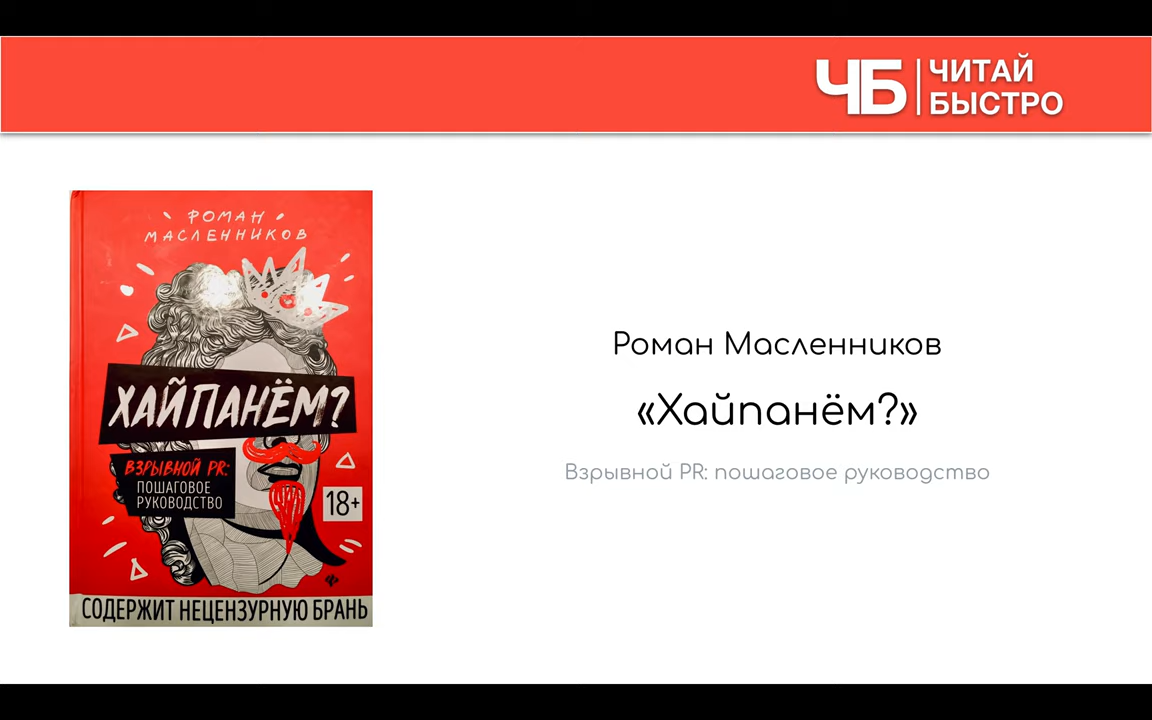 ЧБ
ЧИТАЙ
БЫСТРО
РОМАН
МАСЛЕННИКОВ
ХАЙПАНЁМ?
ВЗРЫВНОЙ PR:
ПОШАГОВОЕ
РУКОВОДСТВО
18+
СОДЕРЖИТ НЕЦЕНЗУРНУЮ БРАНЬ
Роман Масленников
«Хайпанём?»
Взрывной PR: пошаговое руководство